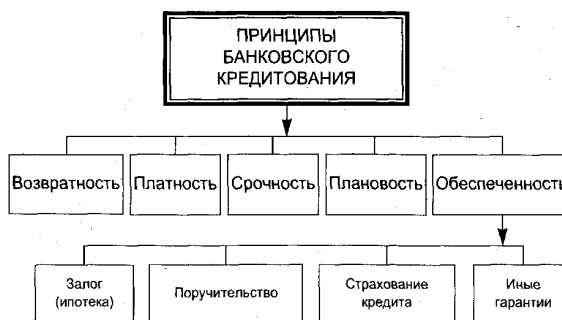 ПРИНЦИПЫ
БАНКОВСКОГО
КРЕДИТОВАНИЯ
Возвратность Платность Срочность Плановость Обеспеченность
Залог
(ипотека)
Поручительство
Страхование
кредита
Иные
гарантии